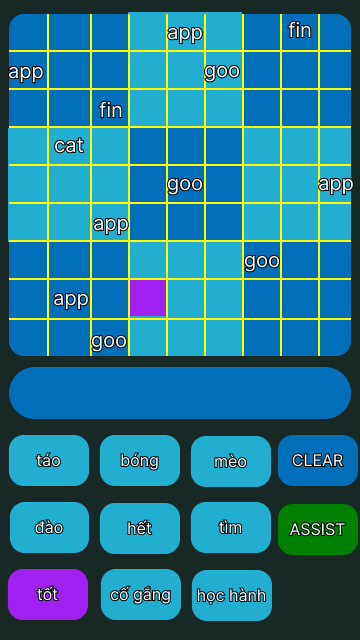 app fin
app goo
fin
cat
goo app
app
goo
app
goo
táo bóng mèo CLEAR
đào hết tìm ASSIST
tốt cố gắng học hành